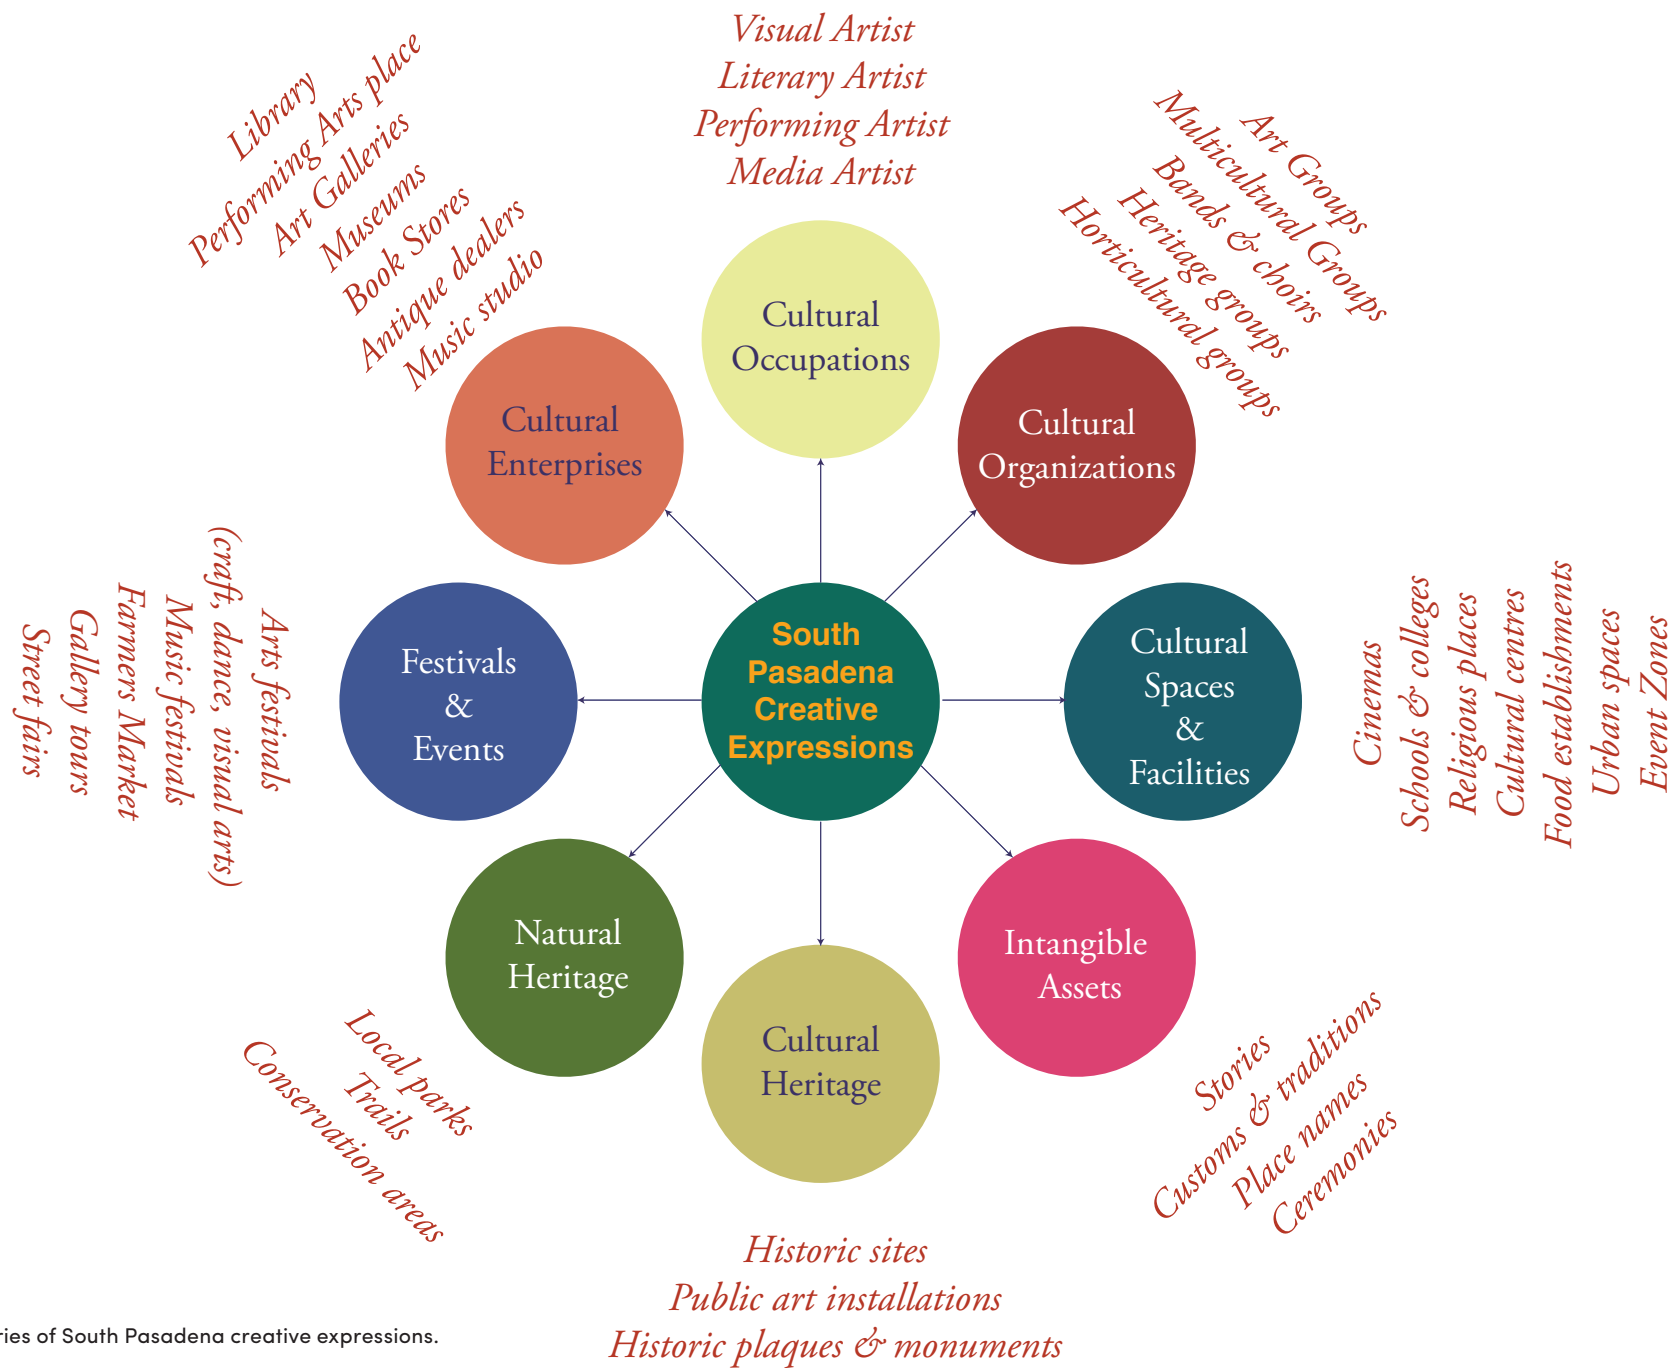 Visual Artist
Literary Artist
Performing Artist
Media Artist
Cultural
Occupations
Art Groups
Multicultural Groups
Bands & choirs
Heritage groups
Horticultural groups
Cultural
Organizations
Cinemas
Schools & colleges
Religious places
Cultural centres
Food establishments
Urban spaces
Event Zones
Cultural
Spaces
&
Facilities
Stories
Customs & traditions
Place names
Ceremonies
Intangible
Assets
Cultural
Heritage
Historic sites
Public art installations
Historic plaques & monuments
Natural
Heritage
Local parks
Trails
Conservation areas
Festivals
&
Events
Arts festivals
(craft, dance, visual arts)
Music festivals
Farmers Market
Gallery tours
Street fairs
Library
Performing Arts place
Art Galleries
Museums
Book Stores
Antique dealers
Music studio
Cultural
Enterprises
South
Pasadena
Creative
Expressions
ries of South Pasadena creative expressions.